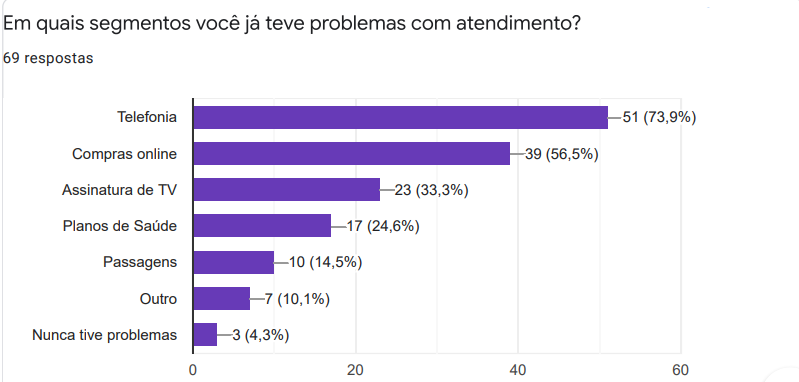 Em quais segmentos você já teve problemas com atendimento?
69 respostas
Telefonia 51 (73,9%)
Compras online 39 (56,5%)
Assinatura de TV 23 (33,3%)
Planos de Saúde 17 (24,6%)
Passagens 10 (14,5%)
Outro 7 (10,1%)
Nunca tive problemas 3 (4,3%)
0 20 40 60